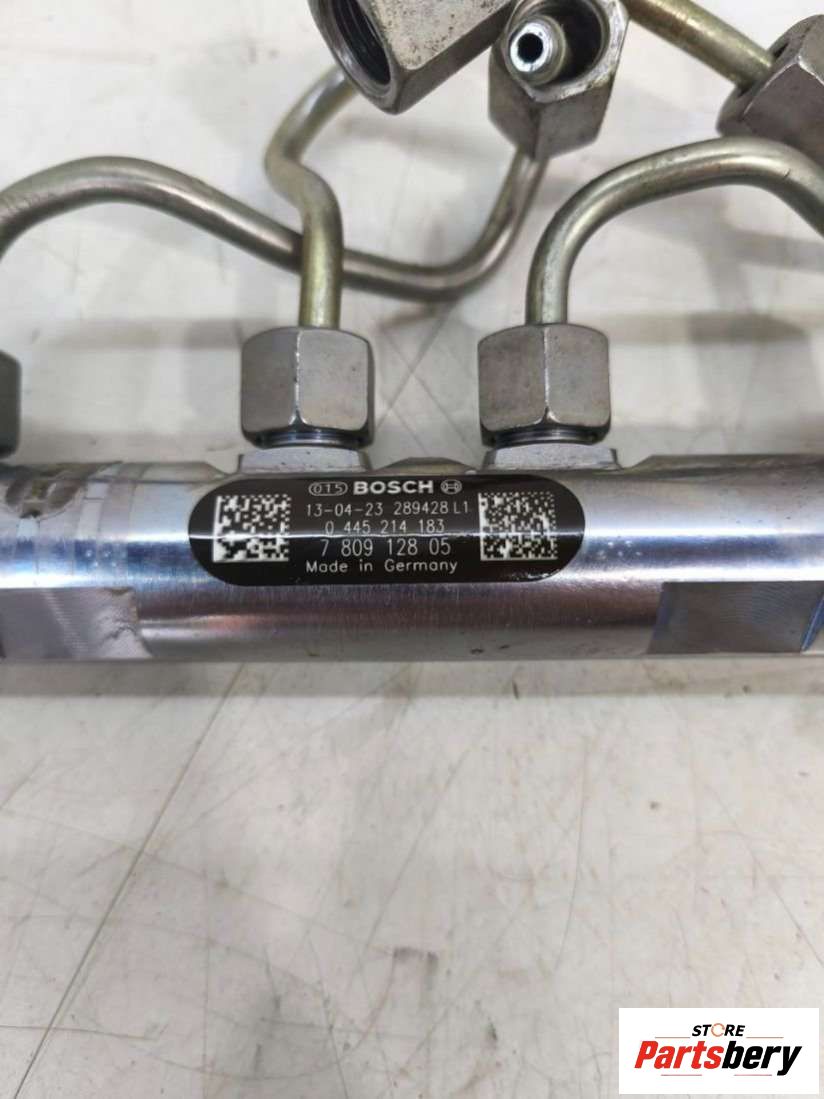 015 BOSCH
13-04-23 289428 L1
0 445 214 183
7 809 128 05
Made in Germany
STORE
Partsbery